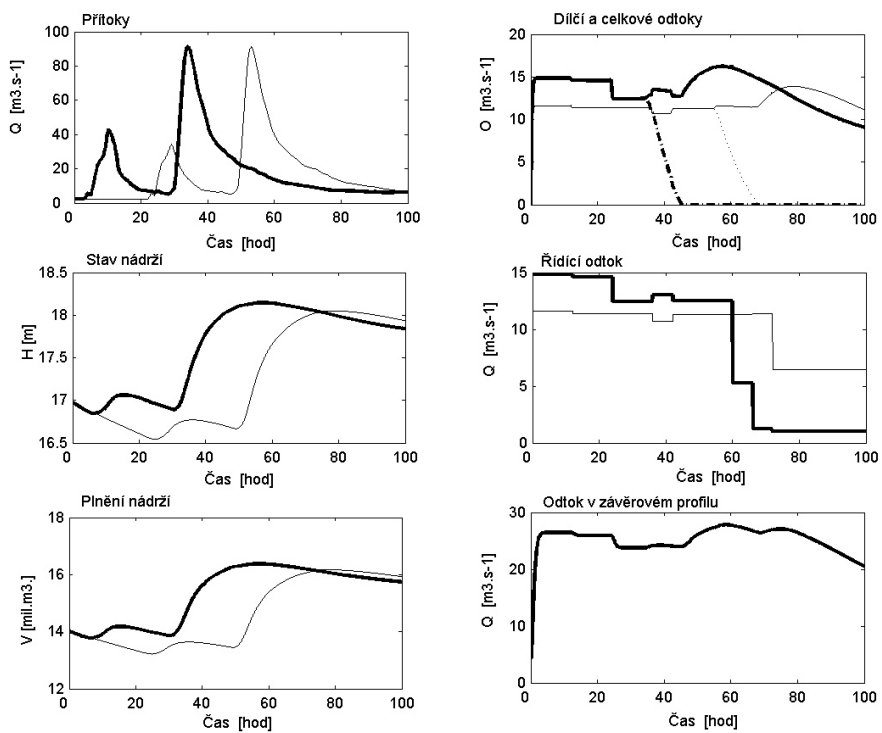 Přítoky
Q [m3.s-1]
100
80
60
40
20
0
0 20 40 60 80 100
Čas [hod]
Dílčí a celkové odtoky
O [m3.s-1]
20
15
10
5
0
0 20 40 60 80 100
Čas [hod]
Stav nádrží
H [m]
18.5
18
17.5
17
16.5
0 20 40 60 80 100
Čas [hod]
Řídící odtok
Q [m3.s-1]
15
10
5
0
0 20 40 60 80 100
Čas [hod]
Plnění nádrží
V [mil.m3.]
18
16
14
12
0 20 40 60 80 100
Čas [hod]
Odtok v závěrovém profilu
Q [m3.s-1]
30
20
10
0
0 20 40 60 80 100
Čas [hod]